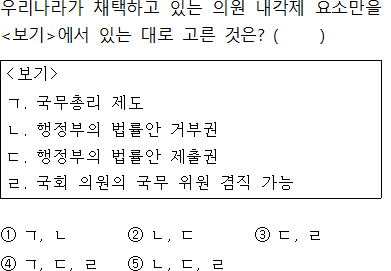 우리나라가 채택하고 있는 의원 내각제 요소만을
<보기>에서 있는 대로 고른 것은? (      )
<보기>
ㄱ. 국무총리 제도
ㄴ. 행정부의 법률안 거부권
ㄷ. 행정부의 법률안 제출권
ㄹ. 국회 의원의 국무 위원 겸직 가능
① ㄱ, ㄴ ② ㄴ, ㄷ ③ ㄷ, ㄹ
④ ㄱ, ㄷ, ㄹ ⑤ ㄴ, ㄷ, ㄹ